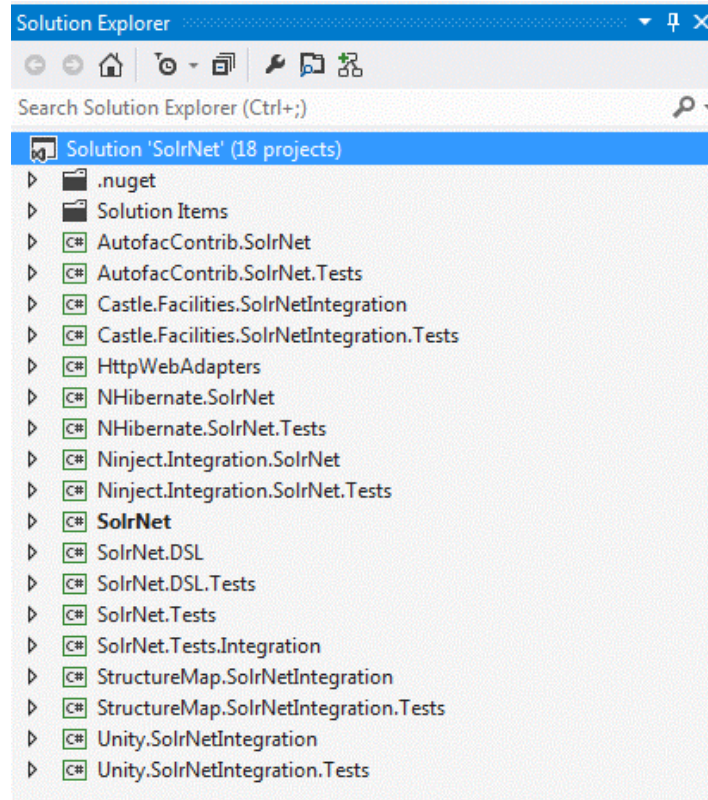 Solution Explorer
Search Solution Explorer (Ctrl+;)
Solution 'SolrNet' (18 projects)
.nuget
Solution Items
C# AutofacContrib.SolrNet
C# AutofacContrib.SolrNet.Tests
C# Castle.Facilities.SolrNetIntegration
C# Castle.Facilities.SolrNetIntegration.Tests
C# HttpWebAdapters
C# NHibernate.SolrNet
C# NHibernate.SolrNet.Tests
C# Ninject.Integration.SolrNet
C# Ninject.Integration.SolrNet.Tests
C# SolrNet
C# SolrNet.DSL
C# SolrNet.DSL.Tests
C# SolrNet.Tests
C# SolrNet.Tests.Integration
C# StructureMap.SolrNetIntegration
C# StructureMap.SolrNetIntegration.Tests
C# Unity.SolrNetIntegration
C# Unity.SolrNetIntegration.Tests